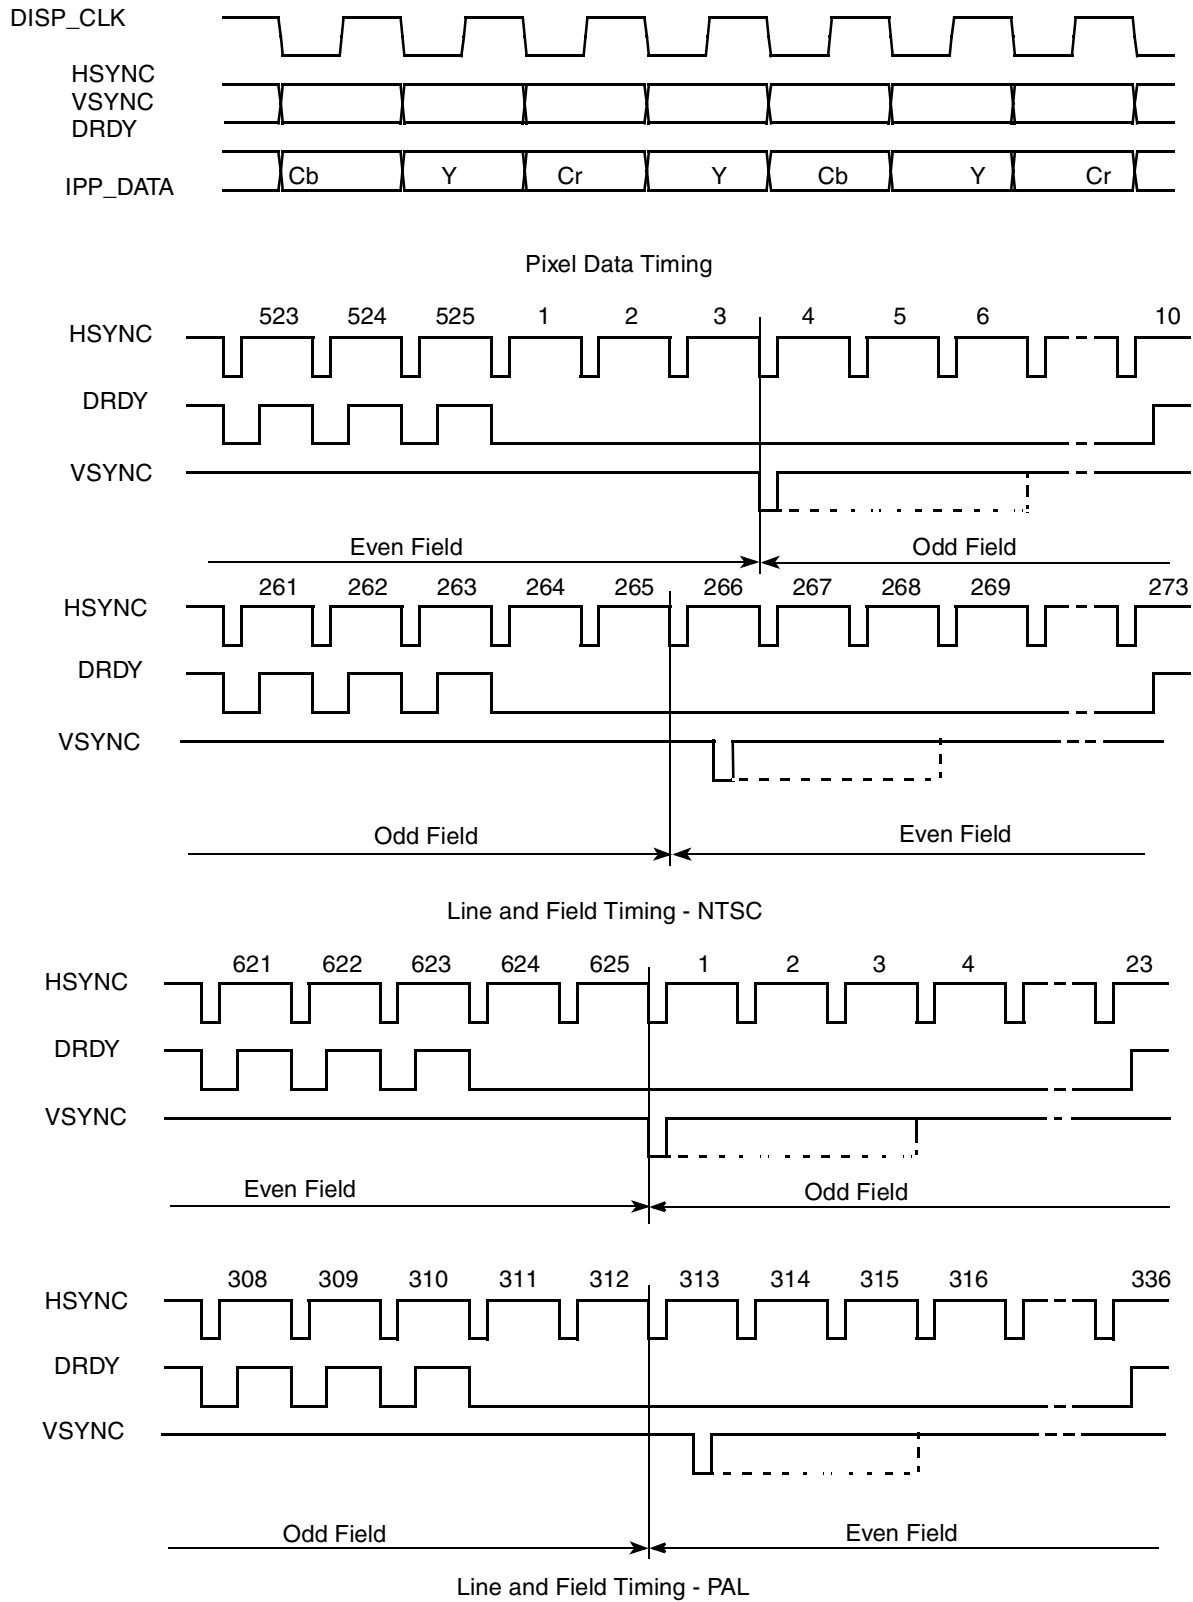 DISP_CLK
HSYNC
VSYNC
DRDY
IPP_DATA Cb Y Cr Y Cb Y Cr
Pixel Data Timing
523 524 525 1 2 3 4 5 6 10
HSYNC
DRDY
VSYNC
Even Field Odd Field
261 262 263 264 265 266 267 268 269 273
HSYNC
DRDY
VSYNC
Odd Field Even Field
Line and Field Timing - NTSC
621 622 623 624 625 1 2 3 4 23
HSYNC
DRDY
VSYNC
Even Field Odd Field
308 309 310 311 312 313 314 315 316 336
HSYNC
DRDY
VSYNC
Odd Field Even Field
Line and Field Timing - PAL